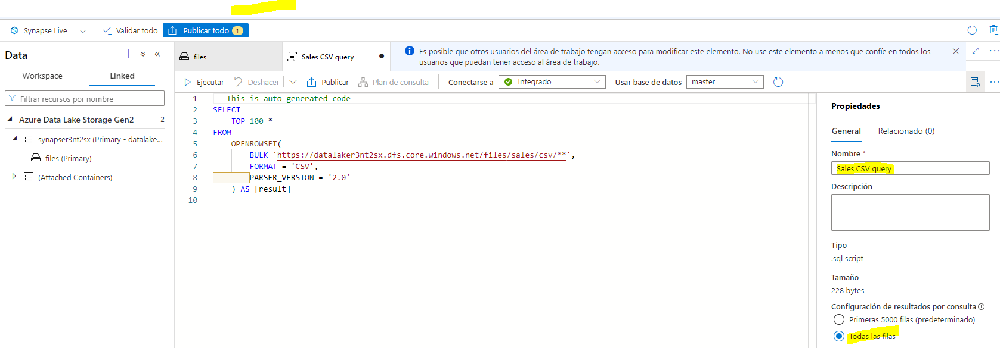 Synapse Live
Validar todo
Publicar todo 1
Data
Workspace
Linked
Filtrar recursos por nombre
Azure Data Lake Storage Gen2 2
synapser3nt2sx (Primary - datalake...
files (Primary)
(Attached Containers)
files
Sales CSV query
Es posible que otros usuarios del área de trabajo tengan acceso para modificar este elemento. No use este elemento a menos que confíe en todos los
usuarios que puedan tener acceso al área de trabajo.
Ejecutar Deshacer Publicar Plan de consulta Conectarse a Integrado Usar base de datos master
1 -- This is auto-generated code
2 SELECT
3 TOP 100 *
4 FROM
5 OPENROWSET(
6 BULK 'https://datalaker3nt2sx.dfs.core.windows.net/files/sales/csv/**',
7 FORMAT = 'CSV',
8 PARSER_VERSION = '2.0'
9 ) AS [result]
10
Propiedades
General Relacionado (0)
Nombre *
Sales CSV query
Descripción
Tipo
.sql script
Tamaño
228 bytes
Configuración de resultados por consulta
Primeras 5000 filas (predeterminado)
Todas las filas